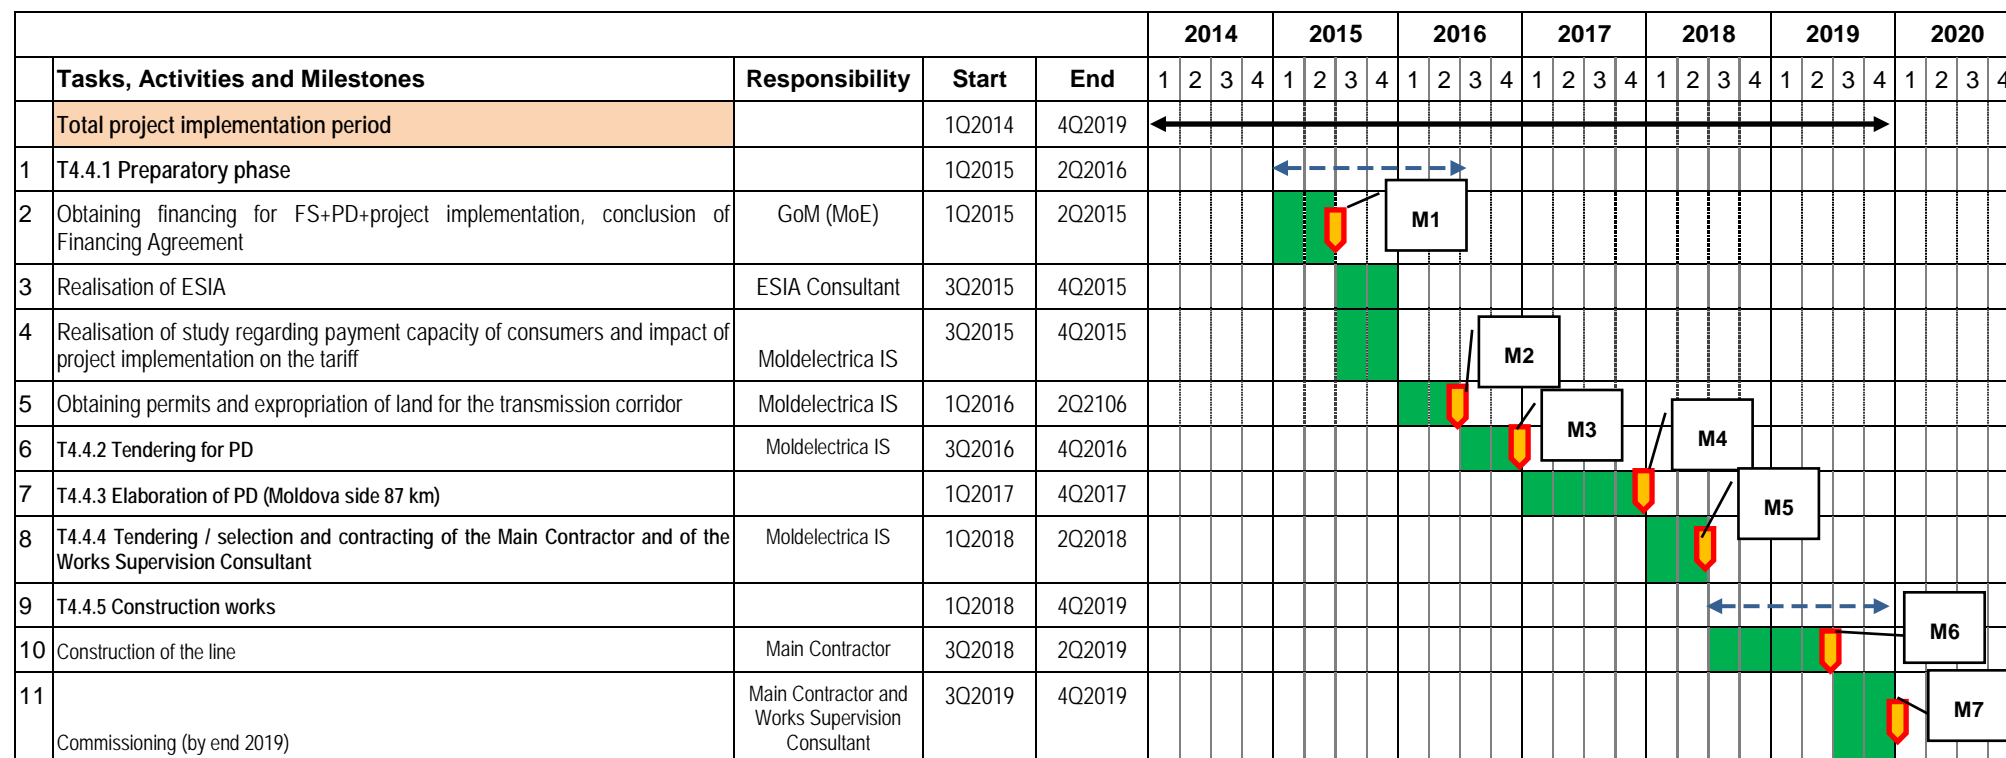 2014 2015 2016 2017 2018 2019 2020
Tasks, Activities and Milestones Responsibility Start End 1 2 3 4 1 2 3 4 1 2 3 4 1 2 3 4 1 2 3 4 1 2 3 4 1 2 3 4
Total project implementation period 1Q2014 4Q2019
1 T4.4.1 Preparatory phase 1Q2015 2Q2016
2 Obtaining financing for FS+PD+project implementation, conclusion of GoM (MoE) 1Q2015 2Q2015 M1
Financing Agreement
3 Realisation of ESIA ESIA Consultant 3Q2015 4Q2015
4 Realisation of study regarding payment capacity of consumers and impact of 3Q2015 4Q2015
project implementation on the tariff Moldelectrica IS M2
5 Obtaining permits and expropriation of land for the transmission corridor Moldelectrica IS 1Q2016 2Q2106
M3
6 T4.4.2 Tendering for PD Moldelectrica IS 3Q2016 4Q2016 M4
7 T4.4.3 Elaboration of PD (Moldova side 87 km) 1Q2017 4Q2017
M5
8 T4.4.4 Tendering / selection and contracting of the Main Contractor and of the Moldelectrica IS 1Q2018 2Q2018
Works Supervision Consultant
9 T4.4.5 Construction works 1Q2018 4Q2019
M6
10 Construction of the line Main Contractor 3Q2018 2Q2019
11 Main Contractor and 3Q2019 4Q2019
Works Supervision M7
Commissioning (by end 2019) Consultant